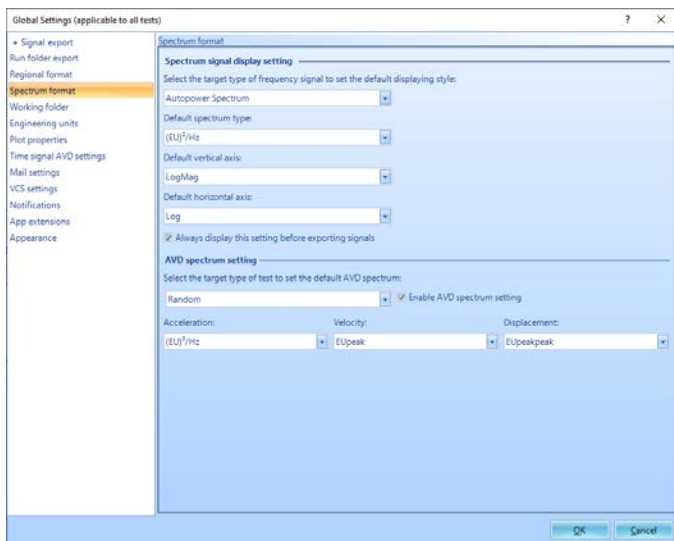 Global Settings (applicable to all tests)
+ Signal export
Run folder export
Regional format
Spectrum format
Working folder
Engineering units
Plot properties
Time signal AVD settings
Mail settings
VCS settings
Notifications
App extensions
Appearance
Spectrum format
Spectrum signal display setting
Select the target type of frequency signal to set the default displaying style:
Autopower Spectrum
Default spectrum type:
(EU)²/Hz
Default vertical axis:
LogMag
Default horizontal axis:
Log
Always display this setting before exporting signals
AVD spectrum setting
Select the target type of test to set the default AVD spectrum:
Random
Enable AVD spectrum setting
Acceleration: Velocity: Displacement:
(EU)²/Hz EUpeak EUpeakpeak
OK Cancel